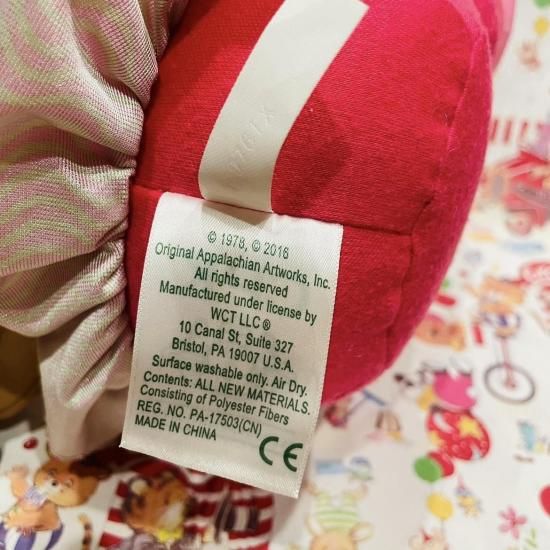 © 1978, © 2016
Original Appalachian Artworks, Inc.
All rights reserved
Manufactured under license by
WCT LLC ®
10 Canal St, Suite 327
Bristol, PA 19007 U.S.A.
Surface washable only. Air Dry.
Contents: ALL NEW MATERIALS.
Consisting of Polyester Fibers
REG. NO. PA-17503(CN)
MADE IN CHINA
CE